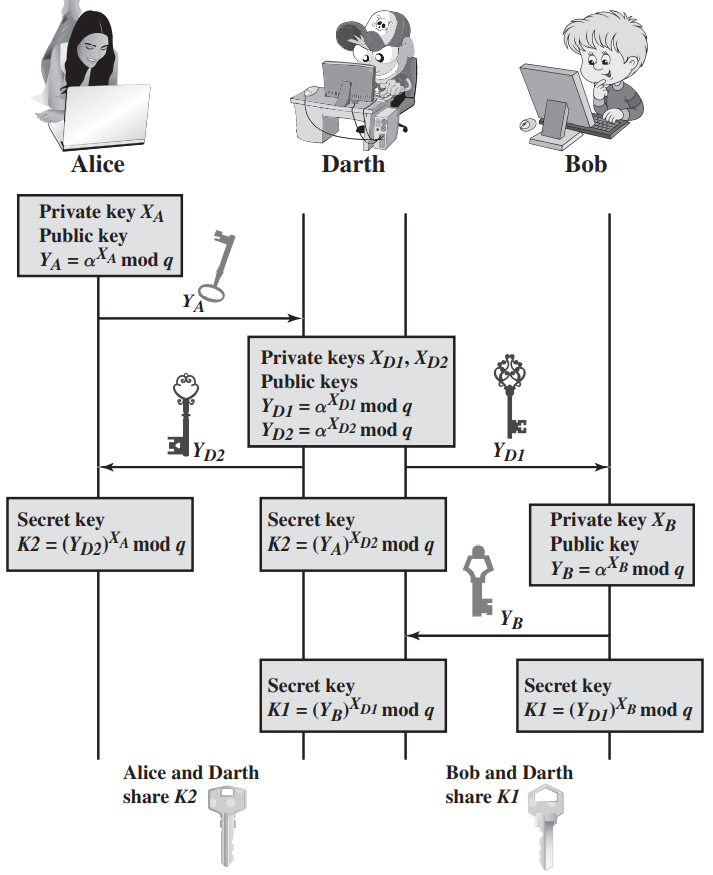 Alice
Darth
Bob
Private key X_A
Public key
Y_A = α^{X_A} mod q
Y_A
Private keys X_{D1}, X_{D2}
Public keys
Y_{D1} = α^{X_{D1}} mod q
Y_{D2} = α^{X_{D2}} mod q
Y_{D2}
Y_{D1}
Secret key
K2 = (Y_{D2})^{X_A} mod q
Secret key
K2 = (Y_A)^{X_{D2}} mod q
Private key X_B
Public key
Y_B = α^{X_B} mod q
Y_B
Secret key
K1 = (Y_B)^{X_{D1}} mod q
Secret key
K1 = (Y_{D1})^{X_B} mod q
Alice and Darth
share K2
Bob and Darth
share K1